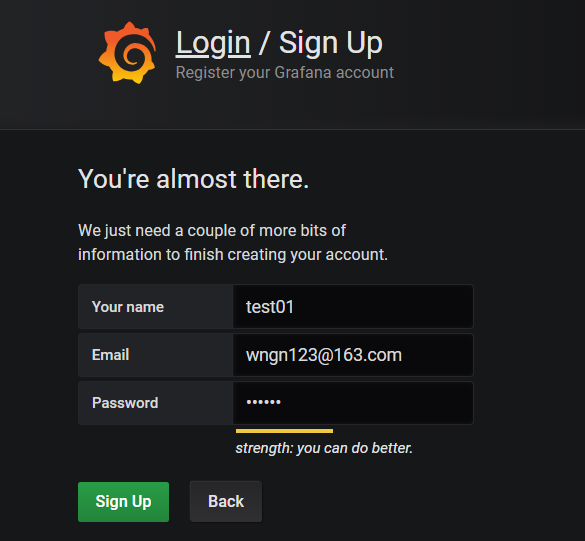 Login / Sign Up
Register your Grafana account
You're almost there.
We just need a couple of more bits of
information to finish creating your account.
Your name test01
Email wngn123@163.com
Password ••••••
strength: you can do better.
Sign Up Back